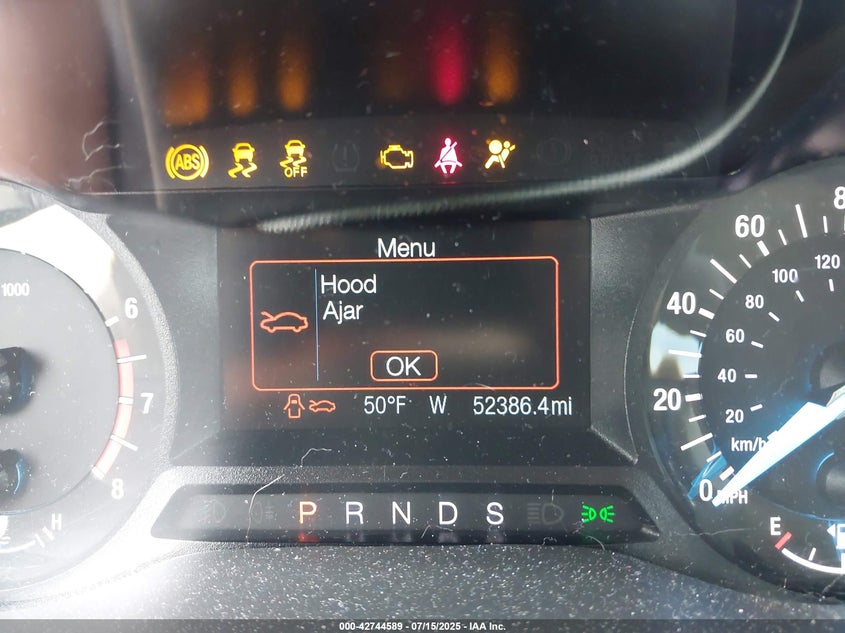 ABS
OFF
Menu
Hood
Ajar
OK
50°F W 52386.4mi
1000
6
7
8
H
P R N D S
0 20 40 60 8
20 40 60 80 100 120
km/h
MPH
E
000-42744589 - 07/15/2025 - IAA Inc.